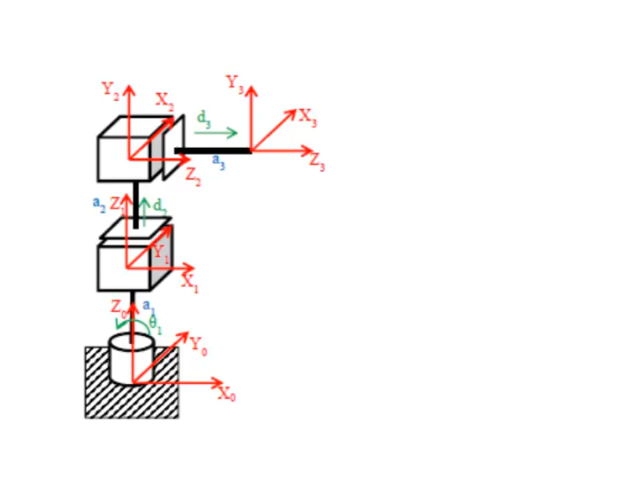 Y₂
X₂
Y₃
X₃
d₃
a₃
Z₂
Z₃
a₂ Z₁ d₂
Y₁
X₁
Z₀ a₁
θ₁
Y₀
X₀